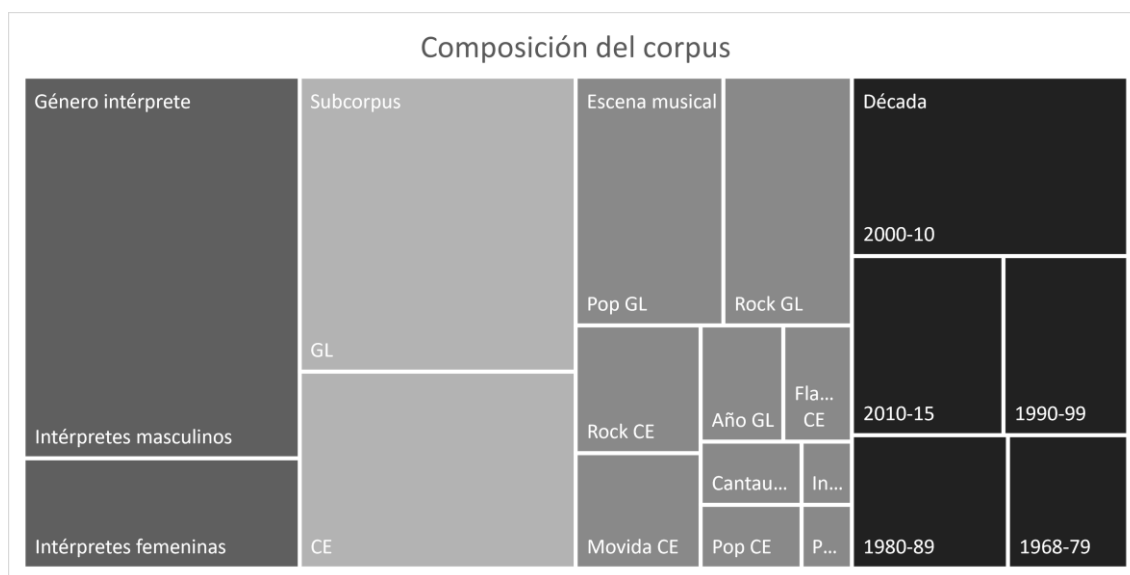 Composición del corpus
Género intérprete
Intérpretes masculinos
Intérpretes femeninas
Subcorpus
GL
CE
Escena musical
Pop GL
Rock GL
Rock CE
Movida CE
Año GL
Fla...
CE
Cantau...
In...
Pop CE
P...
Década
2000-10
2010-15
1990-99
1980-89
1968-79